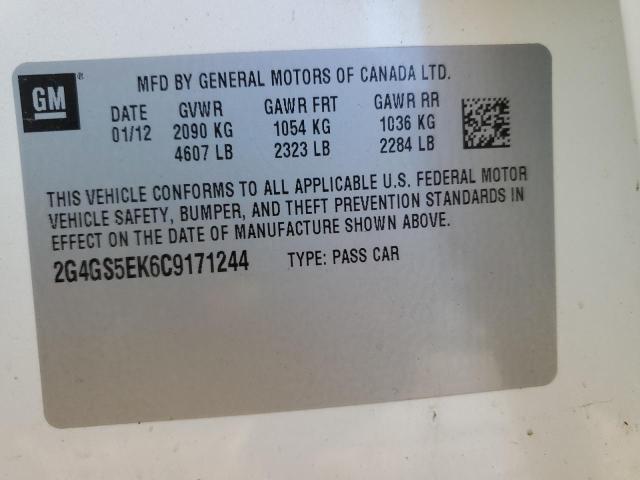 GM®
MFD BY GENERAL MOTORS OF CANADA LTD.
DATE GVWR GAWR FRT GAWR RR
01/12 2090 KG 1054 KG 1036 KG
4607 LB 2323 LB 2284 LB
THIS VEHICLE CONFORMS TO ALL APPLICABLE U.S. FEDERAL MOTOR
VEHICLE SAFETY, BUMPER, AND THEFT PREVENTION STANDARDS IN
EFFECT ON THE DATE OF MANUFACTURE SHOWN ABOVE.
2G4GS5EK6C9171244 TYPE: PASS CAR